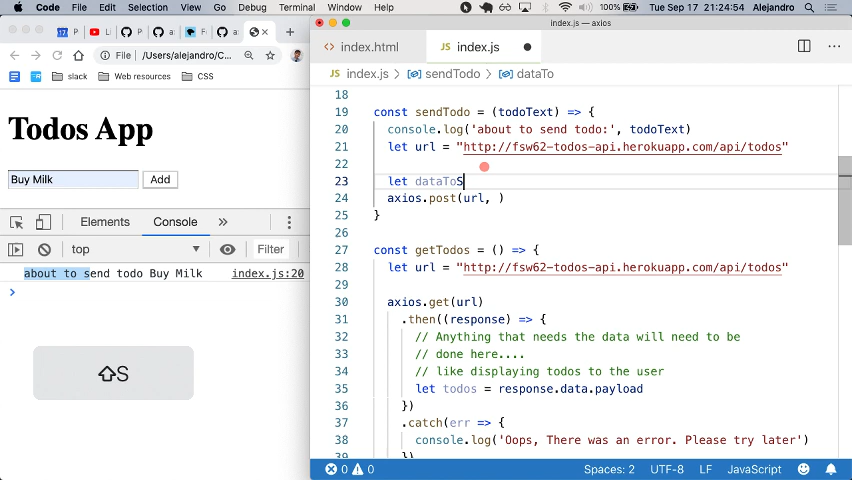 Code File Edit Selection View Go Debug Terminal Window Help 100% Tue Sep 17 21:24:54 Alejandro
index.js — axios
File /Users/alejandro/C...
slack Web resources CSS
Todos App
Buy Milk Add
Elements Console »
top Filter
about to send todo Buy Milk index.js:20
>
⇧S
index.html JS index.js
JS index.js > sendTodo > dataTo
18
19 const sendTodo = (todoText) => {
20 console.log('about to send todo:', todoText)
21 let url = "http://fsw62-todos-api.herokuapp.com/api/todos"
22
23 let dataToS
24 axios.post(url, )
25 }
26
27 const getTodos = () => {
28 let url = "http://fsw62-todos-api.herokuapp.com/api/todos"
29
30 axios.get(url)
31 .then((response) => {
32 // Anything that needs the data will need to be
33 // done here....
34 // like displaying todos to the user
35 let todos = response.data.payload
36 })
37 .catch(err => {
38 console.log('Oops, There was an error. Please try later')
39 })
0 0 Spaces: 2 UTF-8 LF JavaScript